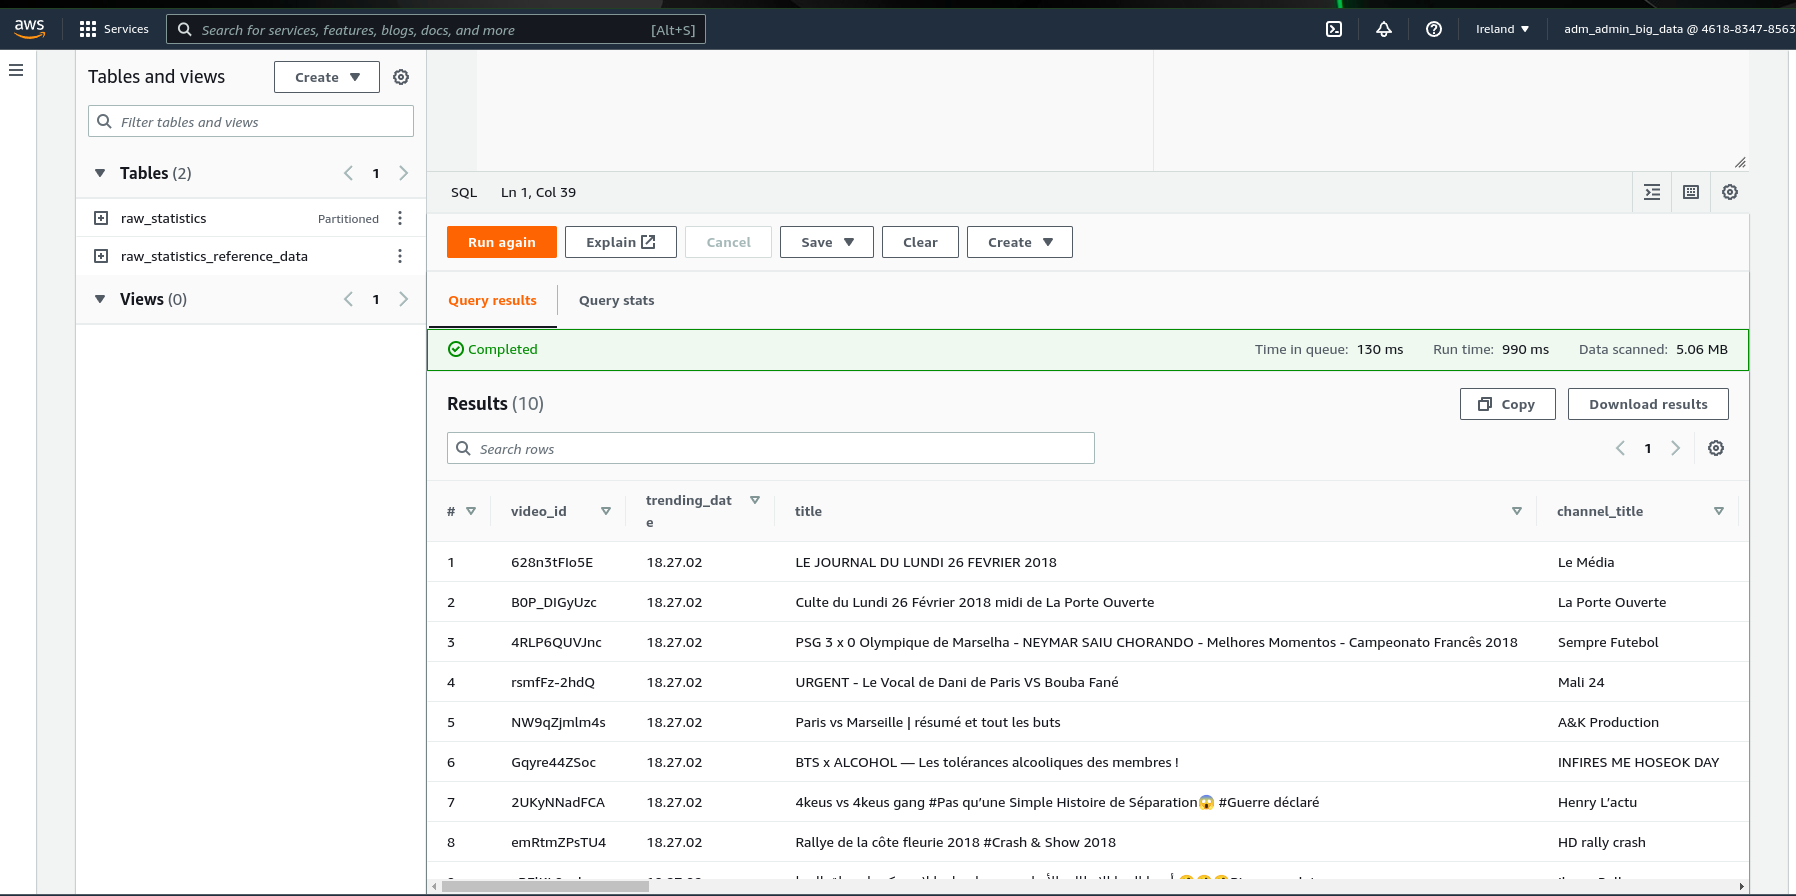 aws
Services
Search for services, features, blogs, docs, and more
[Alt+S]
Ireland
adm_admin_big_data @ 4618-8347-8563
Tables and views
Create
Filter tables and views
Tables (2)
1
raw_statistics
Partitioned
raw_statistics_reference_data
Views (0)
1
SQL
Ln 1, Col 39
Run again
Explain
Cancel
Save
Clear
Create
Query results
Query stats
Completed
Time in queue: 130 ms
Run time: 990 ms
Data scanned: 5.06 MB
Results (10)
Copy
Download results
Search rows
1
# video_id trending_dat
e title channel_title
1 628n3tFIo5E 18.27.02 LE JOURNAL DU LUNDI 26 FEVRIER 2018 Le Média
2 B0P_DIGyUzc 18.27.02 Culte du Lundi 26 Février 2018 midi de La Porte Ouverte La Porte Ouverte
3 4RLP6QUVJnc 18.27.02 PSG 3 x 0 Olympique de Marselha - NEYMAR SAIU CHORANDO - Melhores Momentos - Campeonato Francês 2018 Sempre Futebol
4 rsmfFz-2hdQ 18.27.02 URGENT - Le Vocal de Dani de Paris VS Bouba Fané Mali 24
5 NW9qZjmlm4s 18.27.02 Paris vs Marseille | résumé et tout les buts A&K Production
6 Gqyre44ZSoc 18.27.02 BTS x ALCOHOL — Les tolérances alcooliques des membres ! INFIRES ME HOSEOK DAY
7 2UKyNNadFCA 18.27.02 4keus vs 4keus gang #Pas qu’une Simple Histoire de Séparation😱 #Guerre déclaré Henry L’actu
8 emRtmZPsTU4 18.27.02 Rallye de la côte fleurie 2018 #Crash & Show 2018 HD rally crash